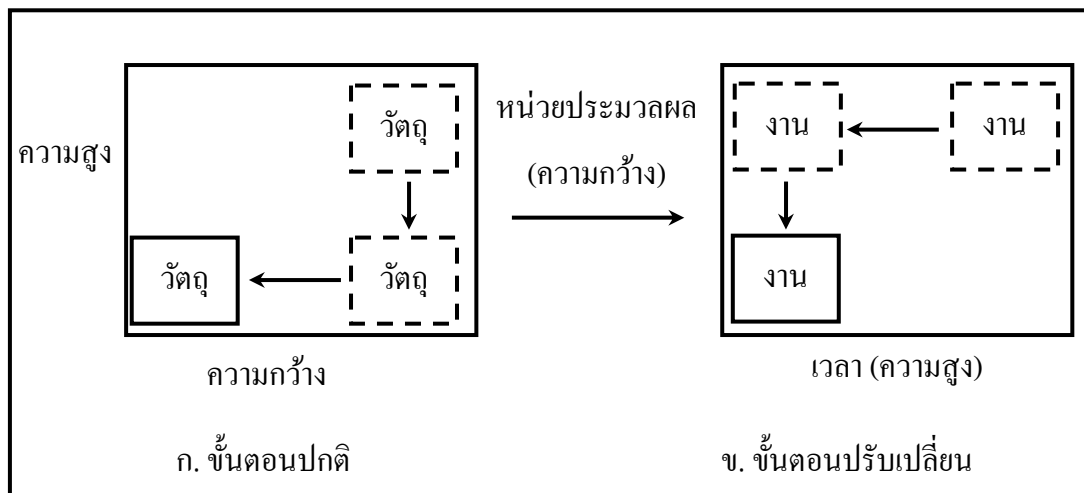 วัตถุ
ความสูง
วัตถุ
วัตถุ
ความกว้าง
ก. ขั้นตอนปกติ
หน่วยประมวลผล
(ความกว้าง)
งาน
งาน
งาน
เวลา (ความสูง)
ข. ขั้นตอนปรับเปลี่ยน